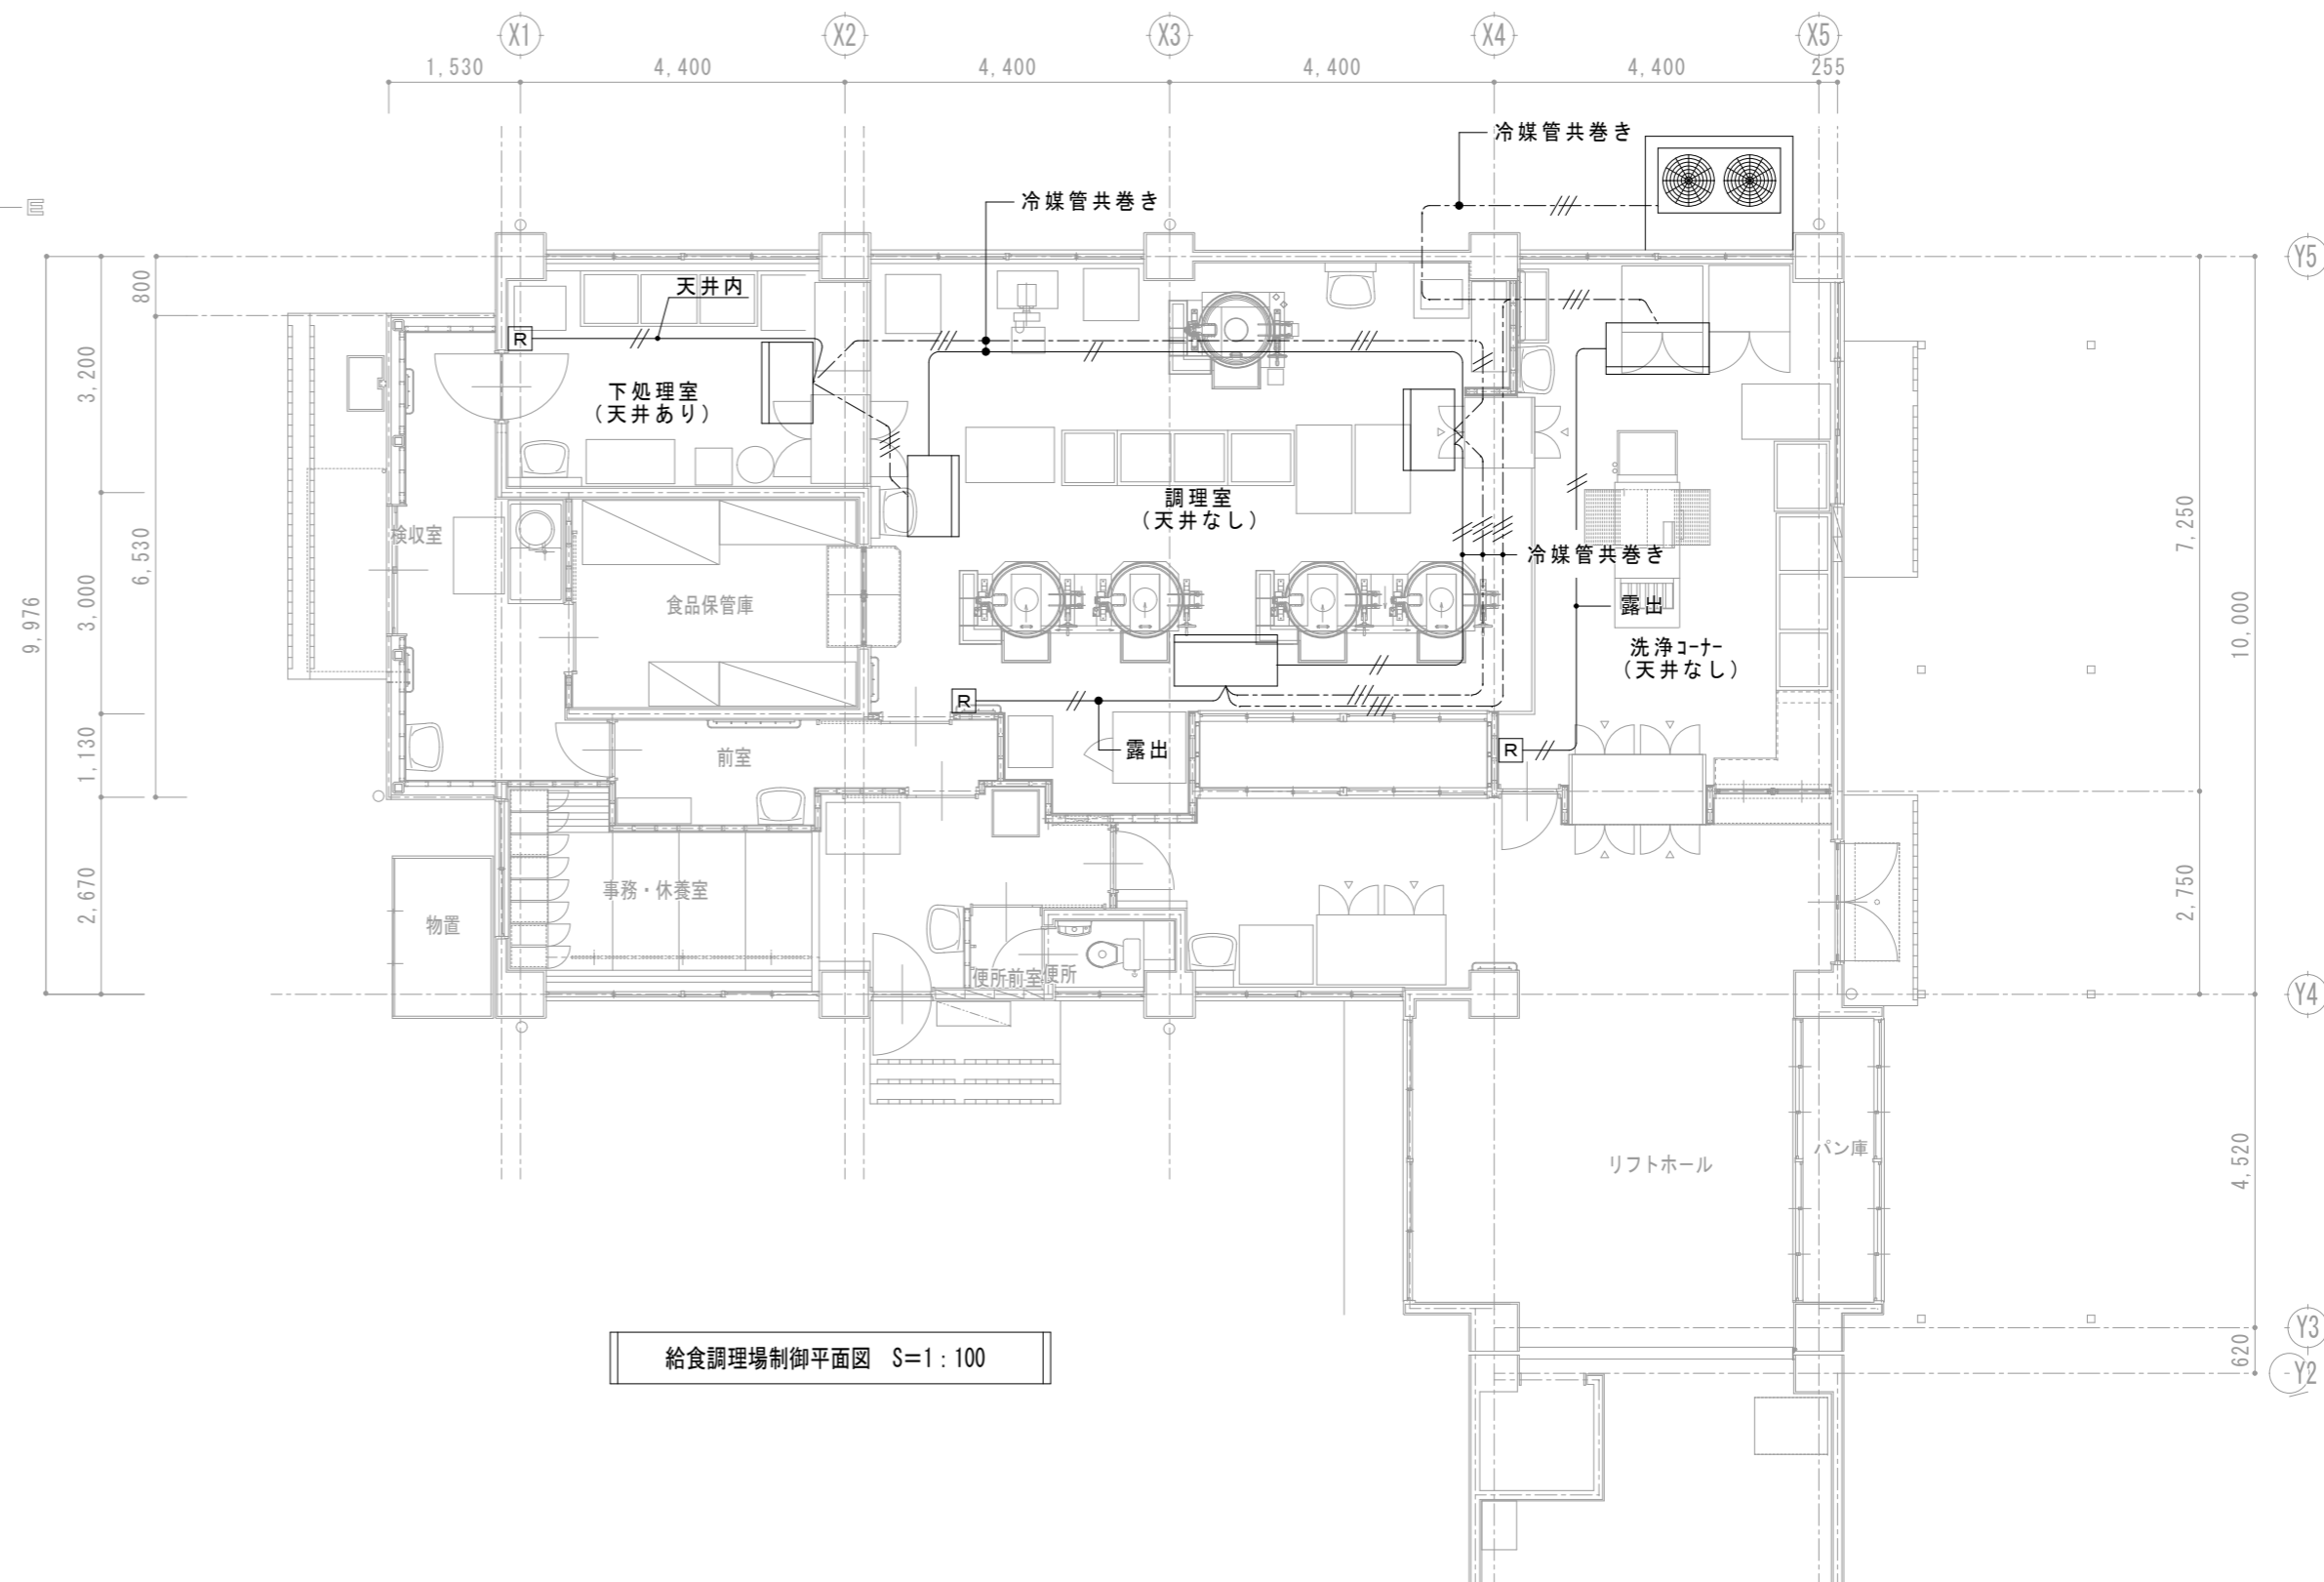 X1
X2
X3
X4
X5
1,530
4,400
4,400
4,400
4,400
255
冷媒管共巻き
冷媒管共巻き
E
Y5
800
天井内
R
3,200
下処理室
(天井あり)
調理室
(天井なし)
7,250
検収室
6,530
冷媒管共巻き
9,976
3,000
食品保管庫
露出
10,000
洗浄コーナー
(天井なし)
R
露出
R
1,130
前室
2,670
事務・休養室
物置
2,750
便所前室
便所
Y4
4,520
パン庫
リフトホール
Y3
620
Y2
給食調理場制御平面図 S=1:100